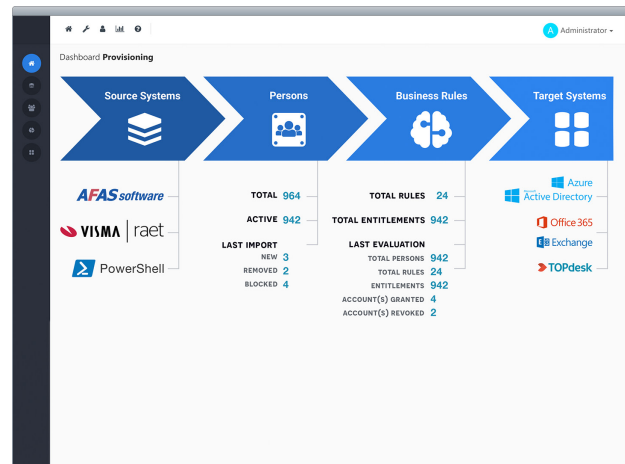 A Administrator
Dashboard Provisioning
Source Systems
Persons
Business Rules
Target Systems
AFAS software
VISMA | raet
PowerShell
TOTAL 964
ACTIVE 942
LAST IMPORT
NEW 3
REMOVED 2
BLOCKED 4
TOTAL RULES 24
TOTAL ENTITLEMENTS 942
LAST EVALUATION
TOTAL PERSONS 942
TOTAL RULES 24
ENTITLEMENTS 942
ACCOUNT(S) GRANTED 4
ACCOUNT(S) REVOKED 2
Azure
Active Directory
Office 365
Exchange
TOPdesk